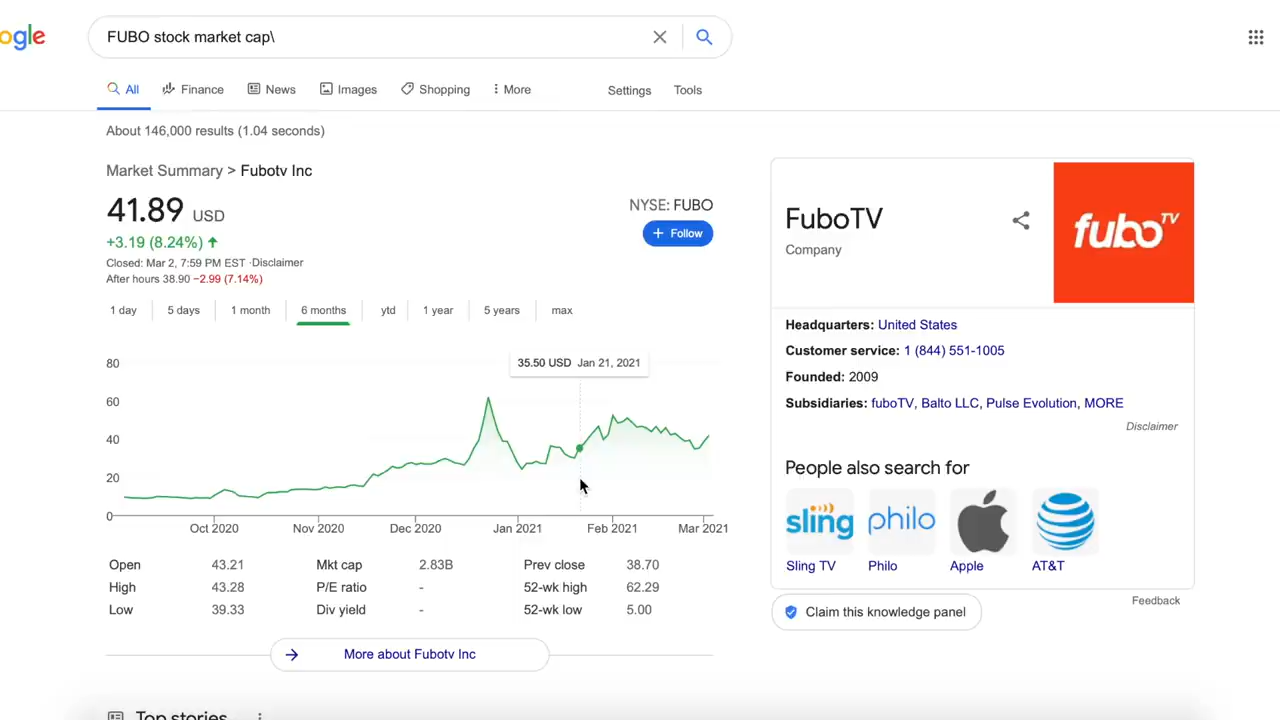 ogle
FUBO stock market cap\
All Finance News Images Shopping More Settings Tools
About 146,000 results (1.04 seconds)
Market Summary > Fubotv Inc
41.89 USD
+3.19 (8.24%)
Closed: Mar 2, 7:59 PM EST ·Disclaimer
After hours 38.90 −2.99 (7.14%)
NYSE: FUBO
+ Follow
1 day 5 days 1 month 6 months ytd 1 year 5 years max
35.50 USD Jan 21, 2021
80
60
40
20
0
Oct 2020 Nov 2020 Dec 2020 Jan 2021 Feb 2021 Mar 2021
Open 43.21 Mkt cap 2.83B Prev close 38.70
High 43.28 P/E ratio - 52-wk high 62.29
Low 39.33 Div yield - 52-wk low 5.00
More about Fubotv Inc
Top stories
FuboTV
Company
fubo TV
Headquarters: United States
Customer service: 1 (844) 551-1005
Founded: 2009
Subsidiaries: fuboTV, Balto LLC, Pulse Evolution, MORE
Disclaimer
People also search for
sling philo
Sling TV Philo Apple AT&T
Feedback
Claim this knowledge panel